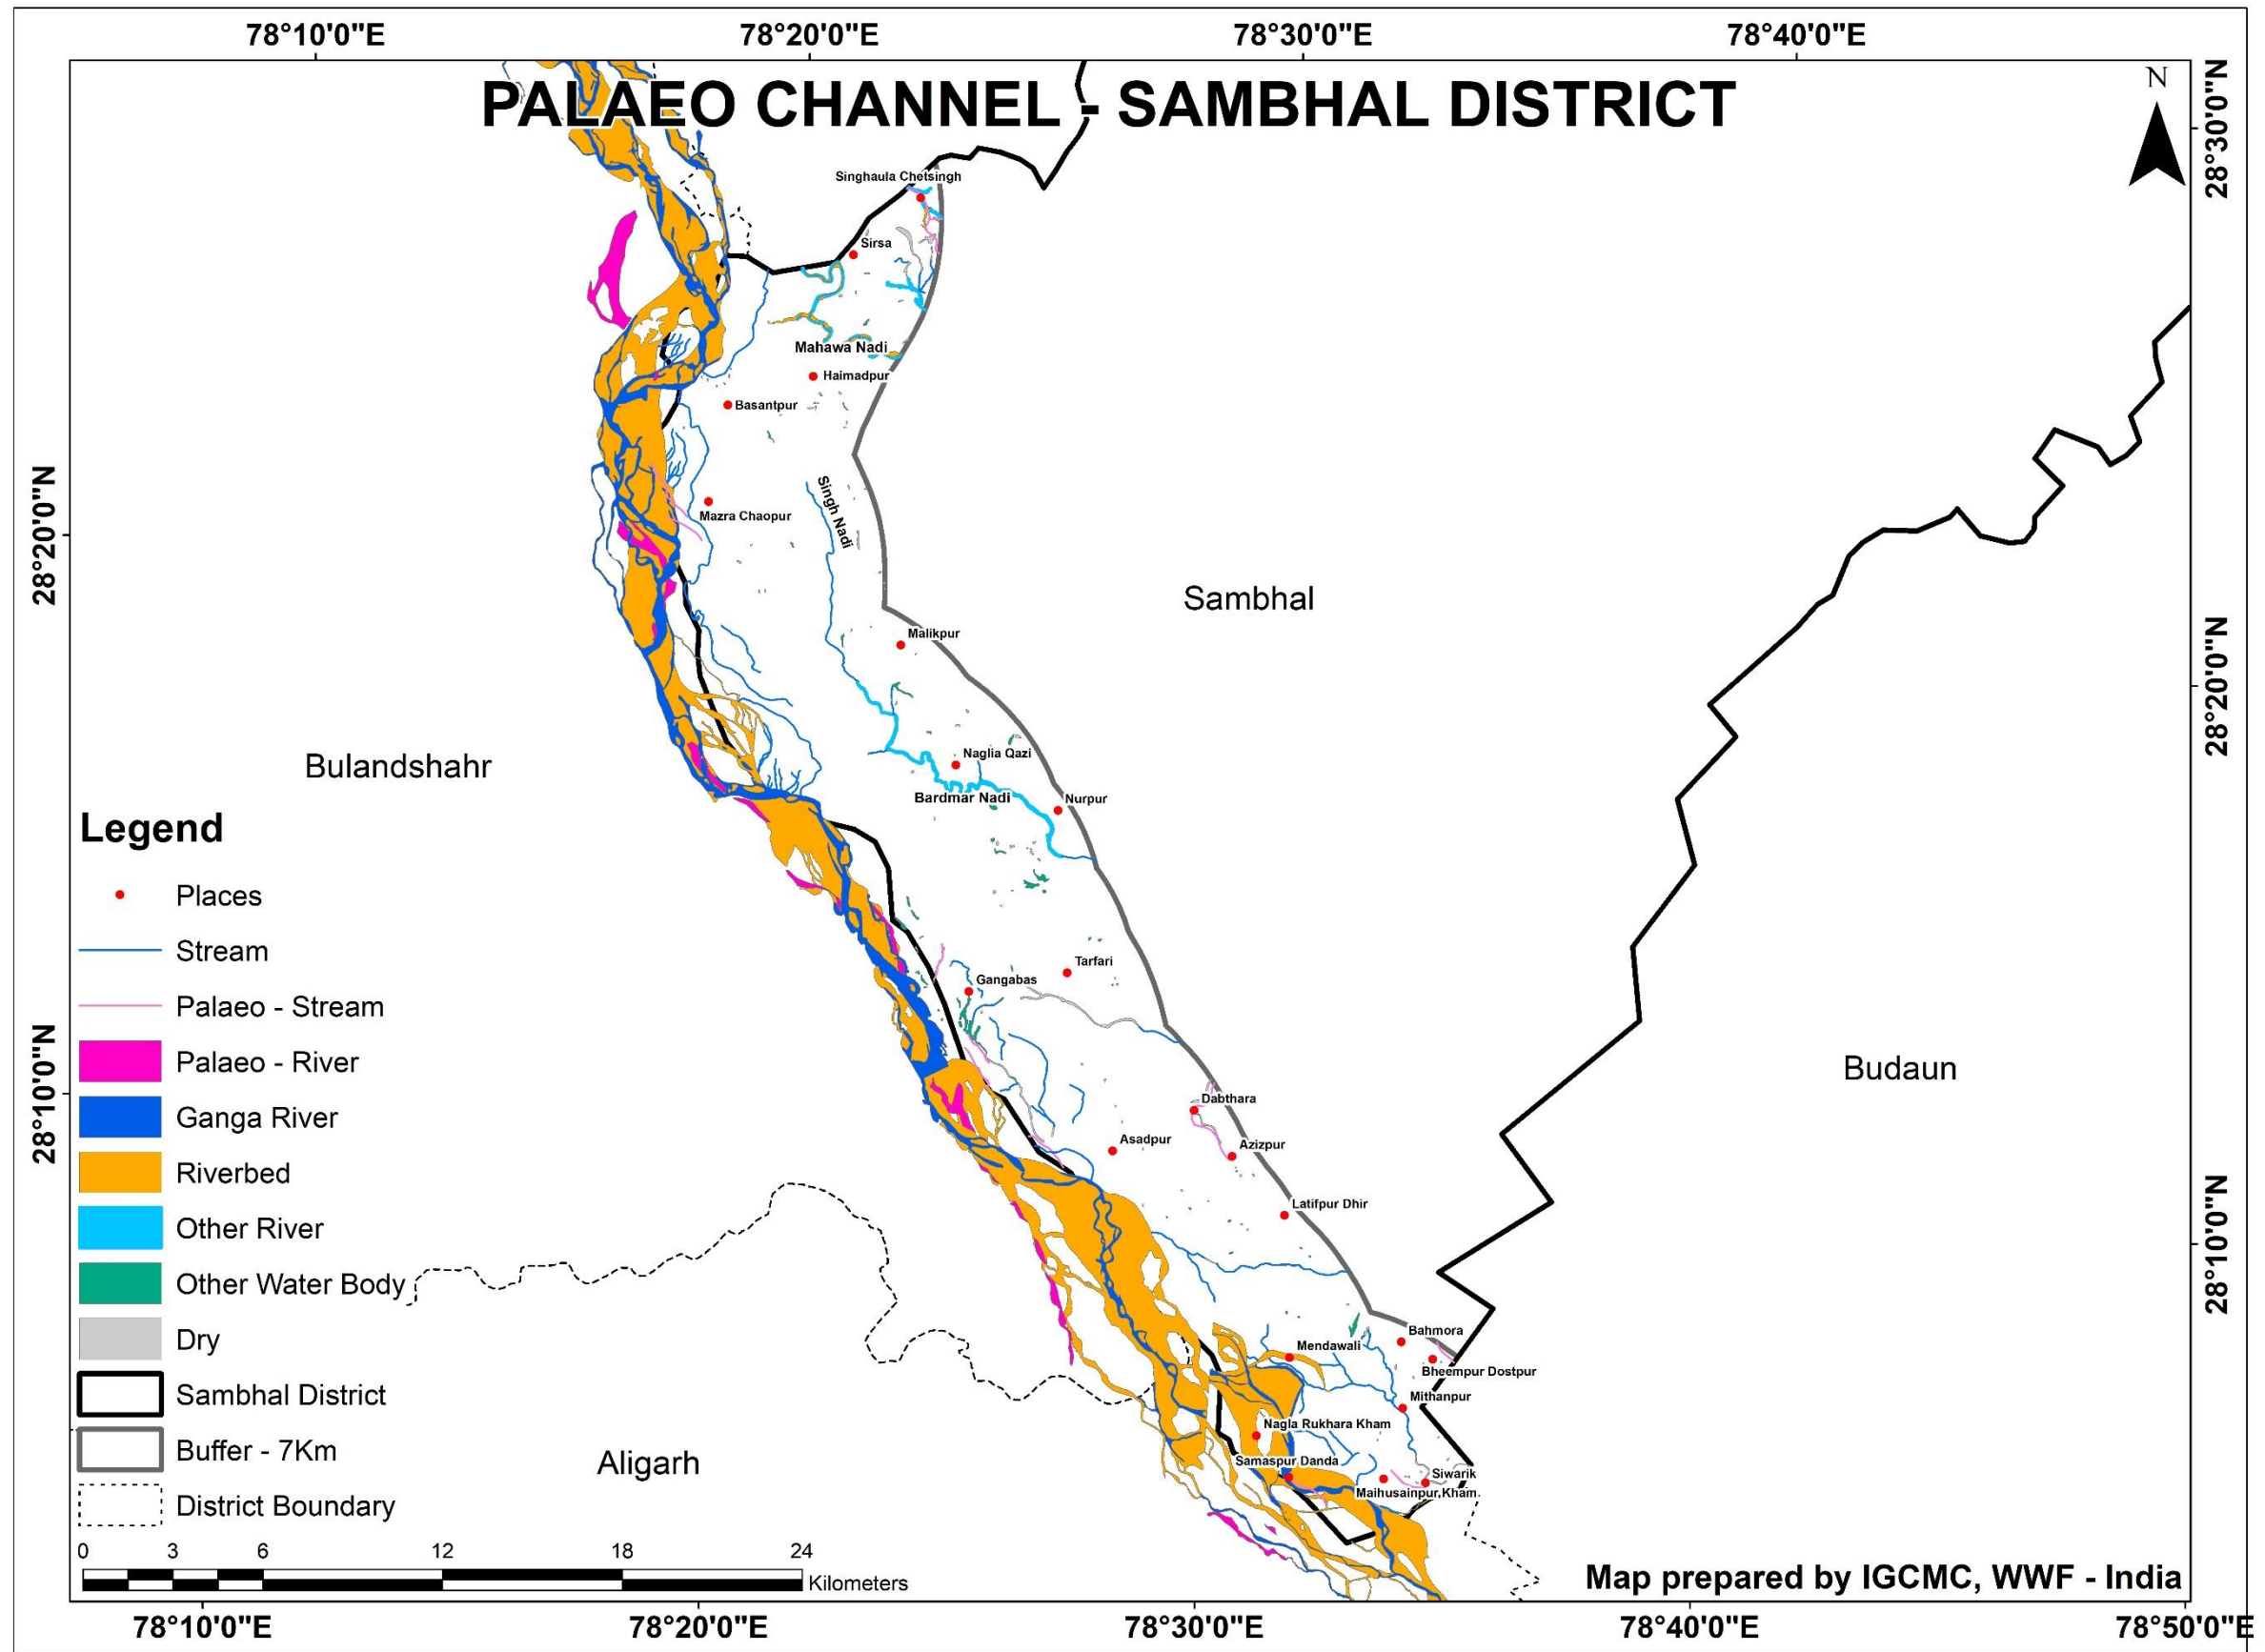 78°10'0"E 78°20'0"E 78°30'0"E 78°40'0"E
PALAEO CHANNEL - SAMBHAL DISTRICT
N
28°30'0"N
Singhaula Chetsingh
Sirsa
Mahawa Nadi
Haimadpur
Basantpur
28°20'0"N
Singh Nadi
Mazra Chaopur
Sambhal
Malikpur
28°20'0"N
Naglia Qazi
Bulandshahr
Bardmar Nadi
Nurpur
Tarfari
Gangabas
28°10'0"N
Budaun
Dabthara
Asadpur
Azizpur
Latifpur Dhir
28°10'0"N
Bahmora
Mendawali
Bheempur Dostpur
Mithanpur
Nagla Rukhara Kham
Aligarh
Samaspur Danda
Siwarik
Maihusainpur,Kham
Legend
Places
Stream
Palaeo - Stream
Palaeo - River
Ganga River
Riverbed
Other River
Other Water Body
Dry
Sambhal District
Buffer - 7Km
District Boundary
0 3 6 12 18 24
Kilometers
Map prepared by IGCMC, WWF - India
78°10'0"E 78°20'0"E 78°30'0"E 78°40'0"E 78°50'0"E